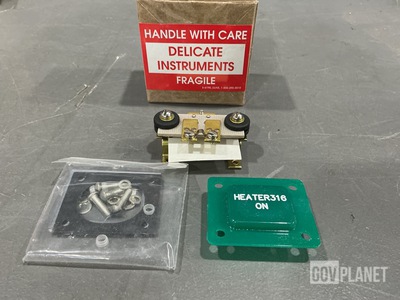 HANDLE WITH CARE
DELICATE
INSTRUMENTS
FRAGILE
HEATER316
ON
GOVPLANET